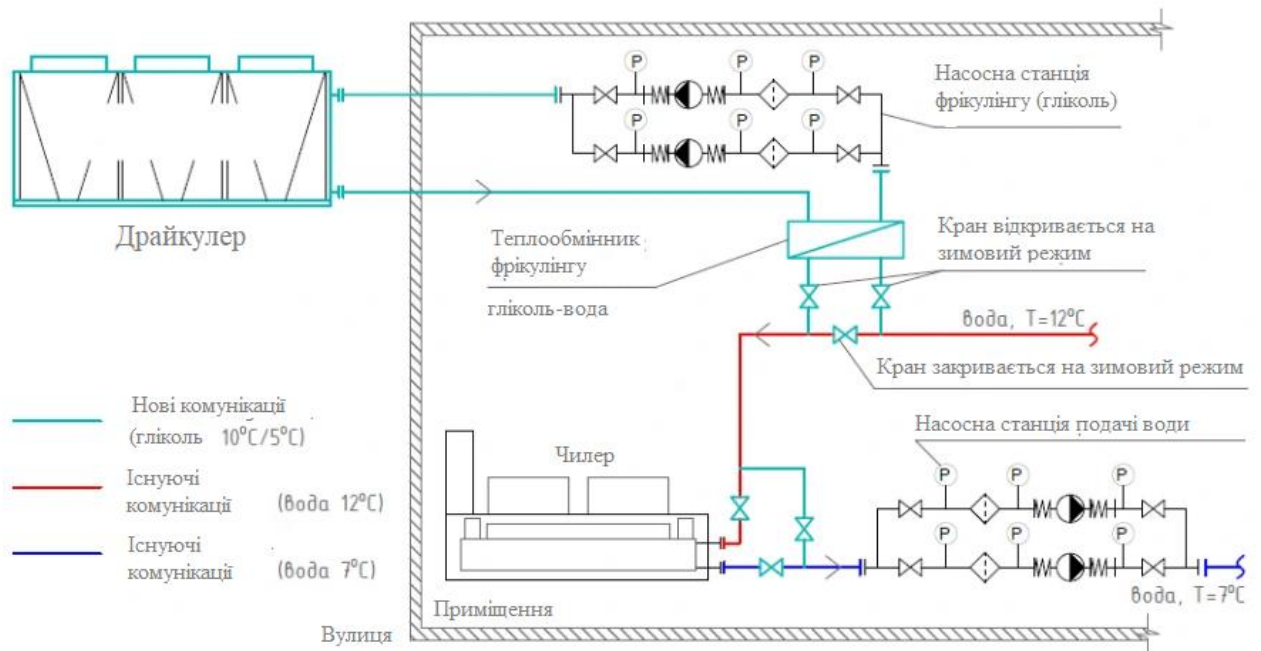 P P P
Насосна станція
фрікулінгу (гліколь)
P P P
Драйкулер
Теплообмінник
фрікулінгу
гліколь-вода
Кран відкривається на
зимовий режим
вода, T=12°C
Кран закривається на зимовий режим
Нові комунікації
(гліколь 10°C/5°C)
Існуючі
комунікації (вода 12°C)
Існуючі
комунікації (вода 7°C)
Чилер
Насосна станція подачі води
P P P
P P P
вода, T=7°C
Приміщення
Вулиця